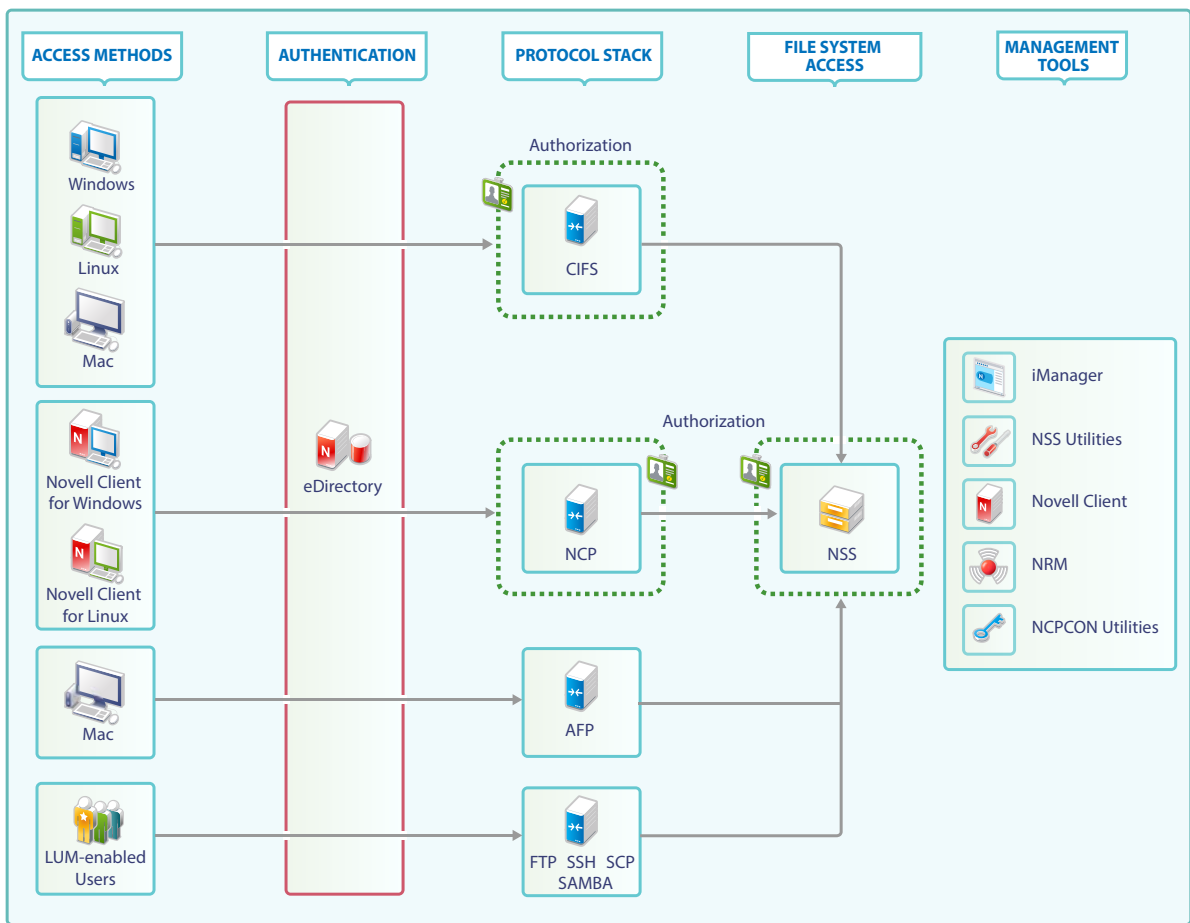 ACCESS METHODS
AUTHENTICATION
PROTOCOL STACK
FILE SYSTEM
ACCESS
MANAGEMENT
TOOLS
Windows
Linux
Mac
Novell Client
for Windows
Novell Client
for Linux
Mac
LUM-enabled
Users
eDirectory
Authorization
CIFS
NCP
AFP
FTP SSH SCP
SAMBA
Authorization
NSS
iManager
NSS Utilities
Novell Client
NRM
NCPCON Utilities